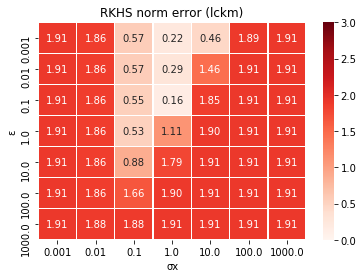 RKHS norm error (lckm)
ε
0.001 1.91 1.86 0.57 0.22 0.46 1.89 1.91
0.01 1.91 1.86 0.57 0.29 1.46 1.91 1.91
0.1 1.91 1.86 0.55 0.16 1.85 1.91 1.91
1.0 1.91 1.86 0.53 1.11 1.90 1.91 1.91
10.0 1.91 1.86 0.88 1.79 1.91 1.91 1.91
100.0 1.91 1.86 1.66 1.90 1.91 1.91 1.91
1000.0 1.91 1.88 1.88 1.91 1.91 1.91 1.91
0.001 0.01 0.1 1.0 10.0 100.0 1000.0
σx
3.0
2.5
2.0
1.5
1.0
0.5
0.0